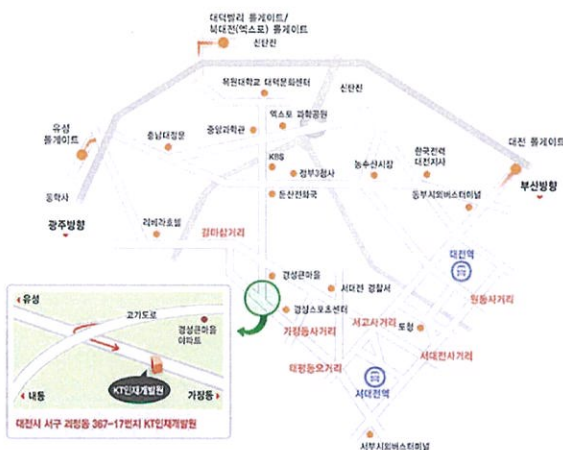 대덕밸리 톨게이트/
북대전(엑스포) 톨게이트
신탄진
목원대학교 대덕문화센터
신탄진
엑스포 과학공원
유성
톨게이트
충남대정문
중앙과학관
KBS
정부3청사
농수산시장
한국전력
대전지사
대전 톨게이트
동학사
둔산전화국
동부시외버스터미널
부산방향
광주방향
리베라호텔
갈마삼거리
대전역
경성큰마을
서대전 경찰서
원동사거리
경성스포츠센터
가장동사거리
서교사거리
도청
서대전사거리
태평동오거리
서대전역
서부시외버스터미널
유성
고가도로
경성큰마을
아파트
KT인재개발원
내동
가장동
대전시 서구 괴정동 367-17번지 KT인재개발원